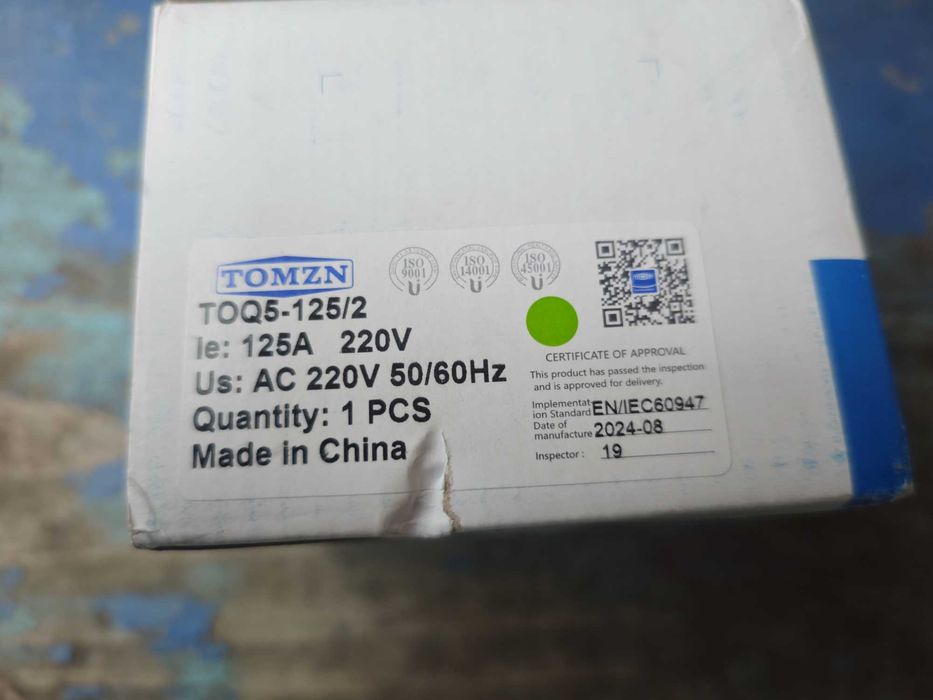 TOMZN
ISO 9001
ISO 14001
ISO 45001
TOQ5-125/2
Ie: 125A 220V
Us: AC 220V 50/60Hz
Quantity: 1 PCS
Made in China
CERTIFICATE OF APPROVAL
This product has passed the inspection
and is approved for delivery.
Implementat-
ion Standard EN/IEC60947
Date of
manufacture 2024-08
Inspector: 19